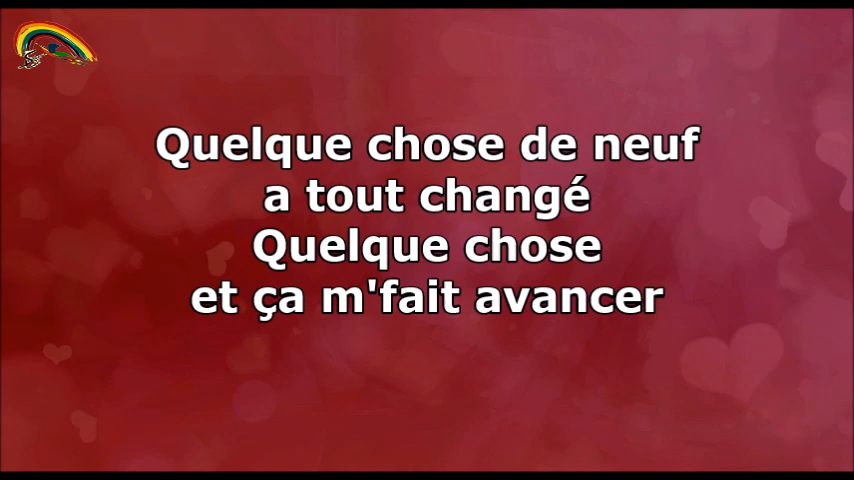 Quelque chose de neuf
a tout changé
Quelque chose
et ça m'fait avancer